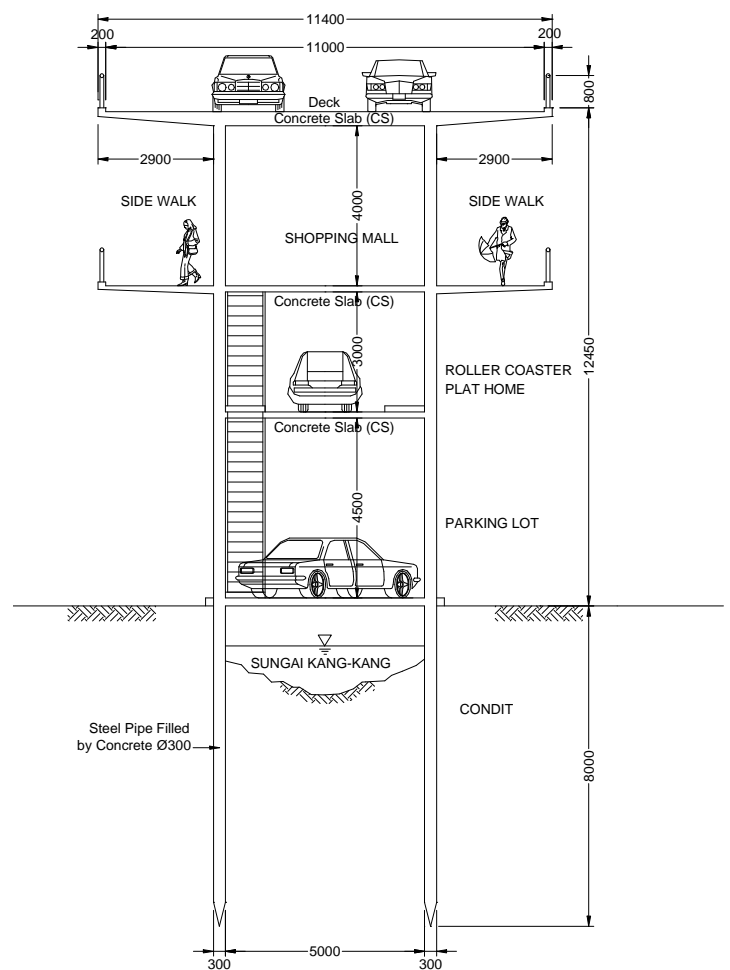 11400
200
11000
200
800
Deck
Concrete Slab (CS)
2900
2900
SIDE WALK
SIDE WALK
4000
SHOPPING MALL
Concrete Slab (CS)
3000
12450
ROLLER COASTER
PLAT HOME
Concrete Slab (CS)
4500
PARKING LOT
SUNGAI KANG-KANG
CONDIT
Steel Pipe Filled
by Concrete Ø300
8000
300
5000
300